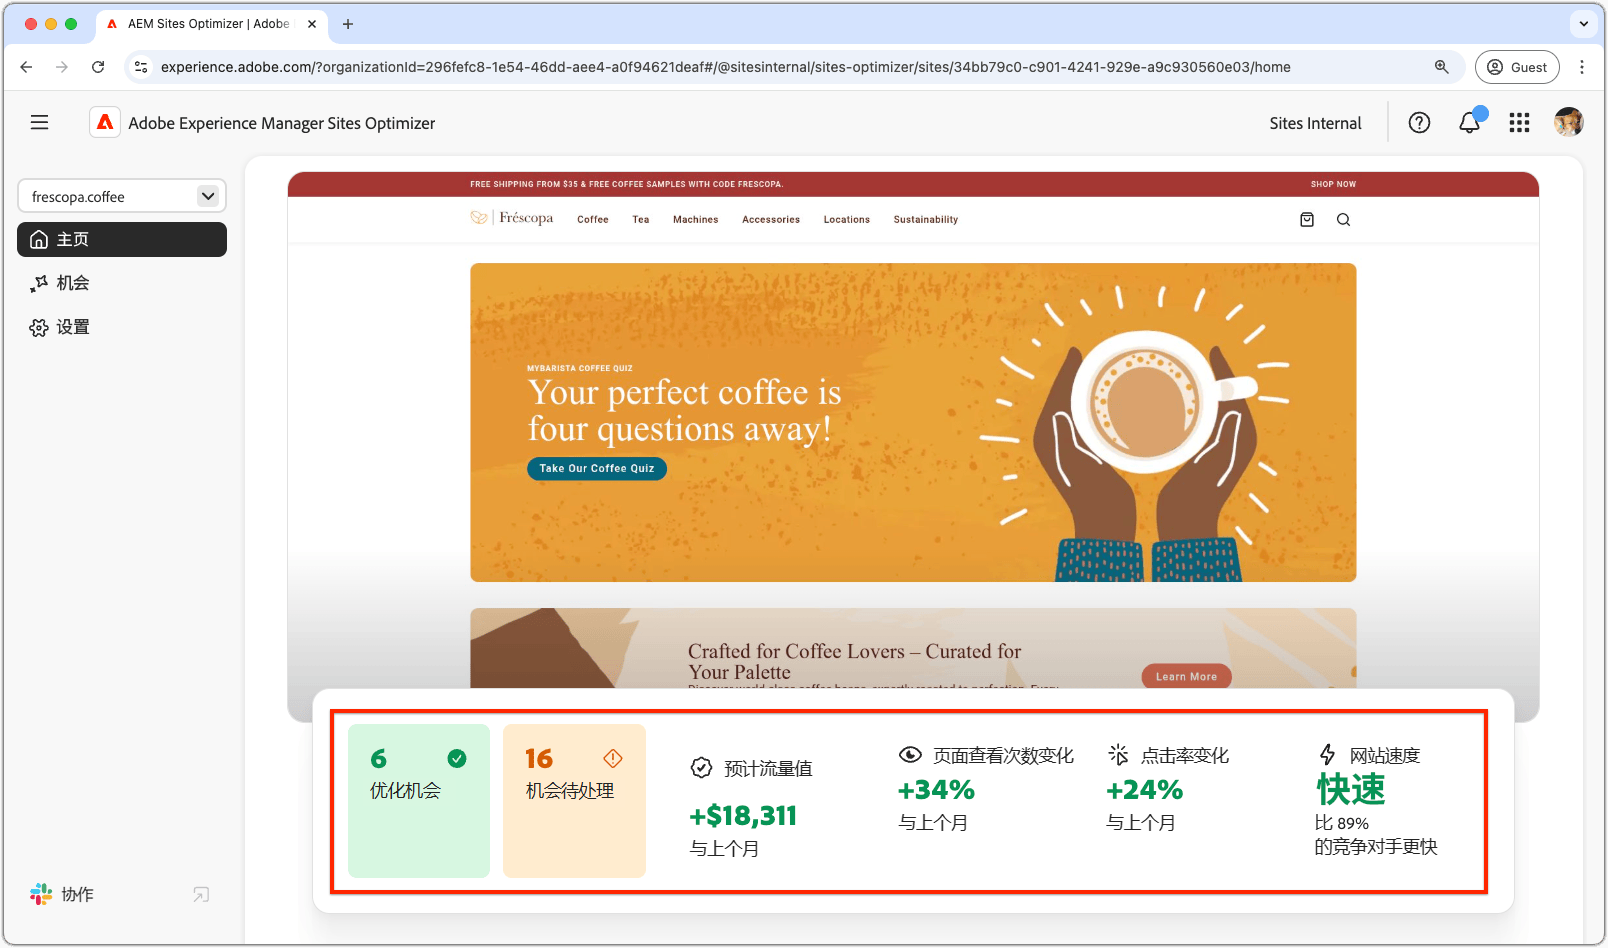 AEM Sites Optimizer | Adobe
experience.adobe.com/?organizationId=296fefc8-1e54-46dd-aee4-a0f94621deaf#/@sitesinternal/sites-optimizer/sites/34bb79c0-c901-4241-929e-a9c930560e03/home
Guest
Adobe Experience Manager Sites Optimizer
Sites Internal
frescopa.coffee
主页
机会
设置
协作
FREE SHIPPING FROM $35 & FREE COFFEE SAMPLES WITH CODE FRESCOPA.
SHOP NOW
Fréscopa
Coffee
Tea
Machines
Accessories
Locations
Sustainability
MYBARISTA COFFEE QUIZ
Your perfect coffee is
four questions away!
Take Our Coffee Quiz
Crafted for Coffee Lovers – Curated for
Your Palette
Learn More
6
优化机会
16
机会待处理
预计流量值
+$18,311
与上个月
页面查看次数变化
+34%
与上个月
点击率变化
+24%
与上个月
网站速度
快速
比 89%
的竞争对手更快